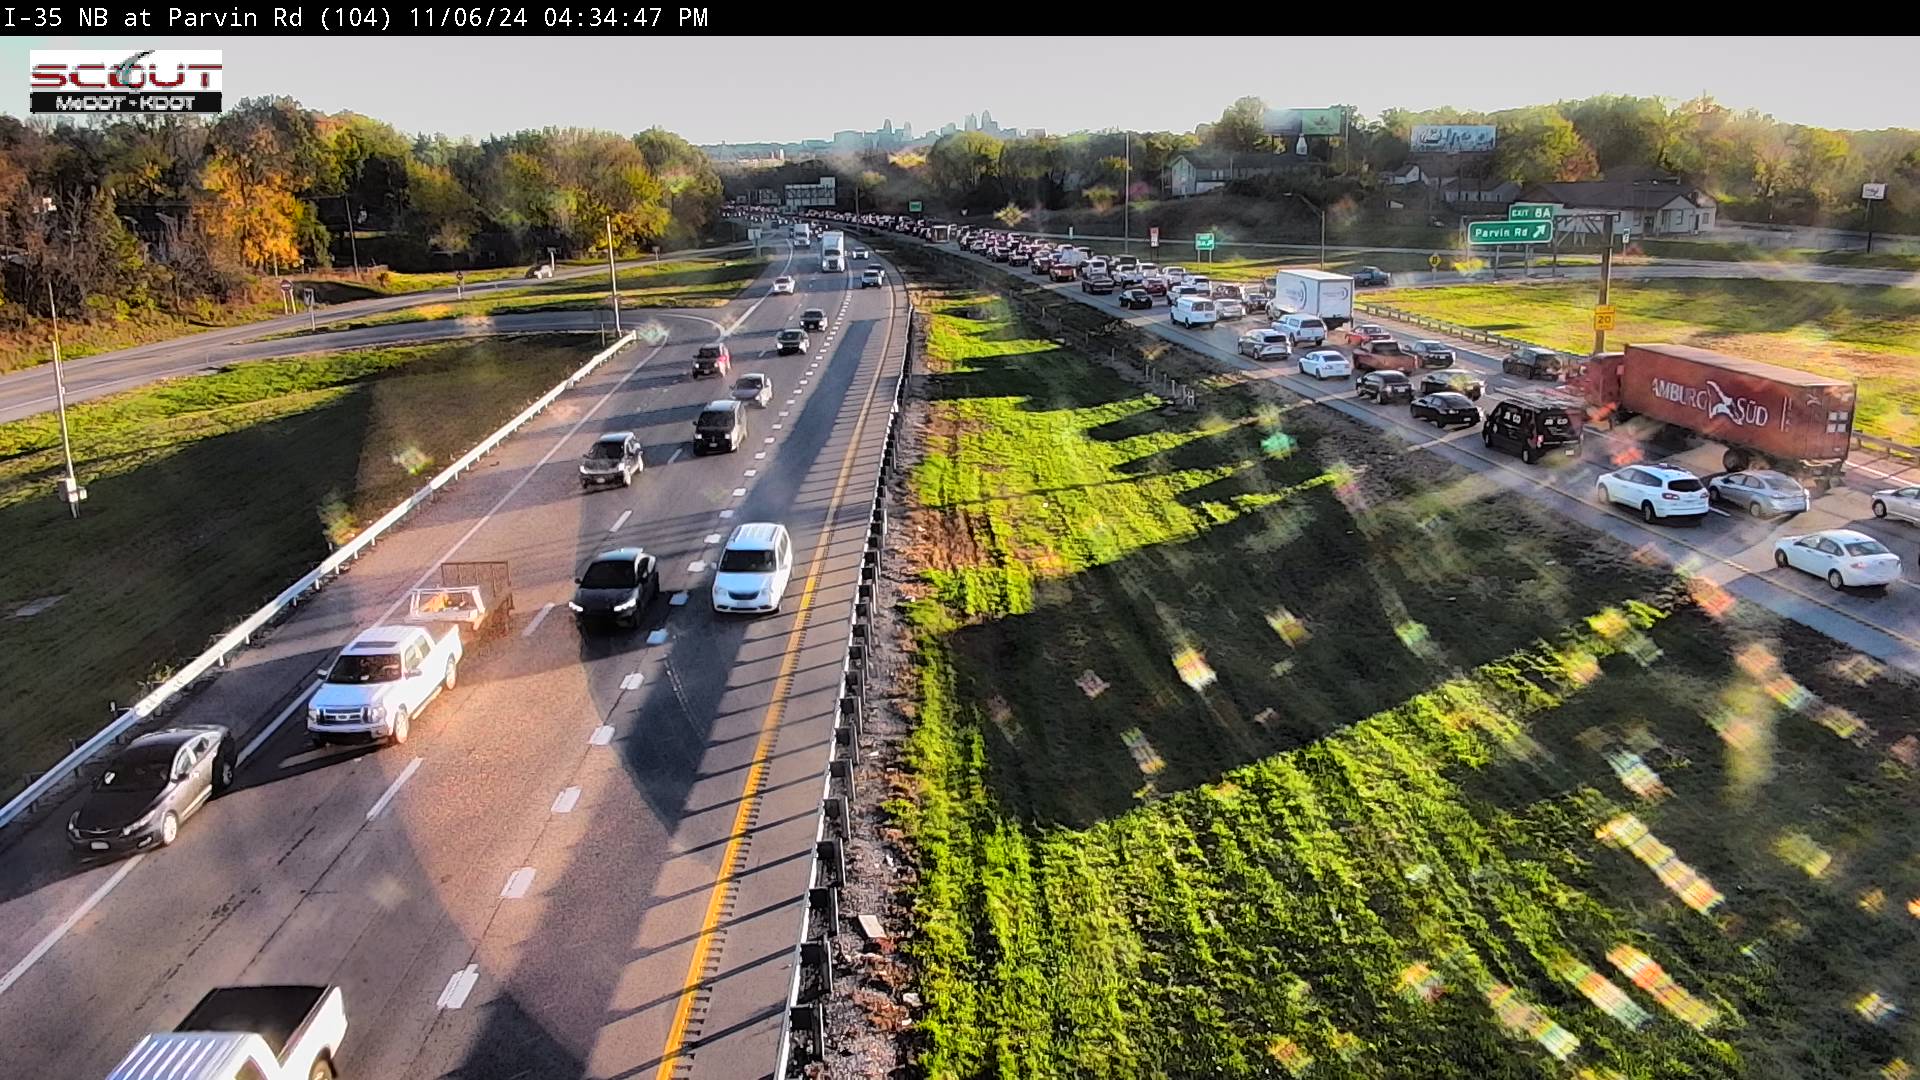 I-35 NB at Parvin Rd (104) 11/06/24 04:34:47 PM
SCOUT
MoDOT - KDOT
EXIT 8A
Parvin Rd
20
AMBURG SÜD